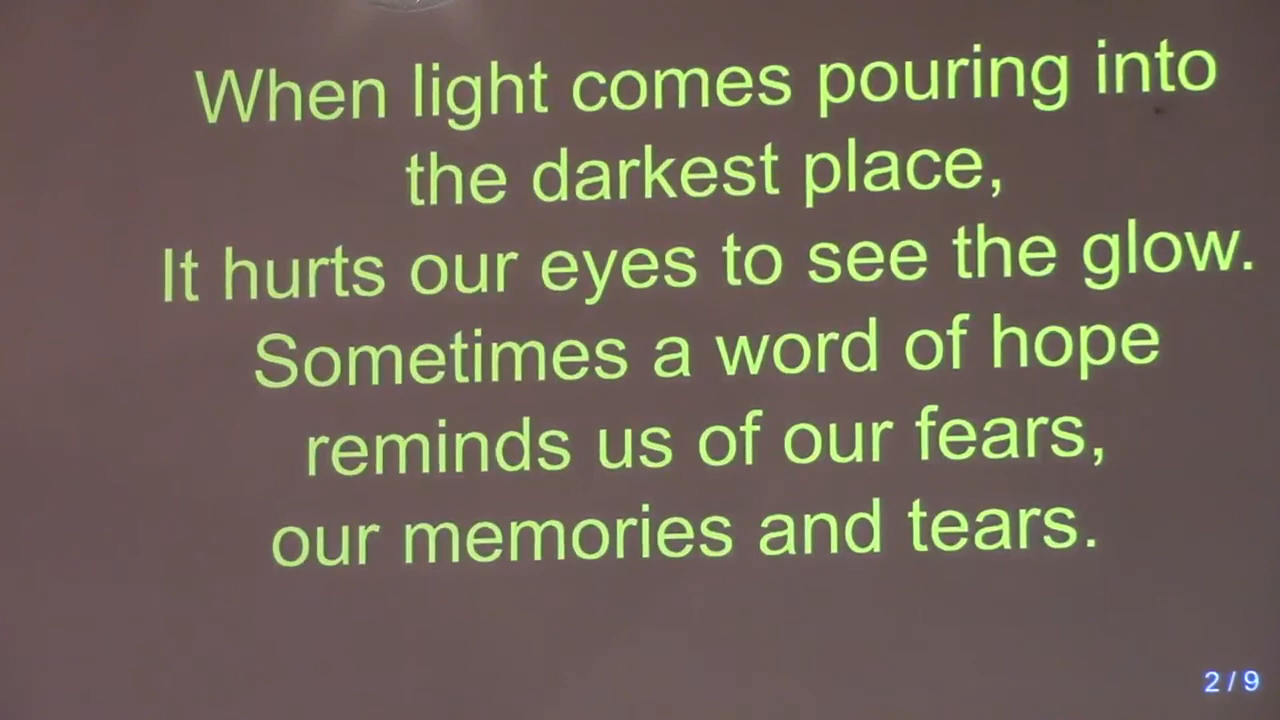 When light comes pouring into
the darkest place,
It hurts our eyes to see the glow.
Sometimes a word of hope
reminds us of our fears,
our memories and tears.
2 / 9